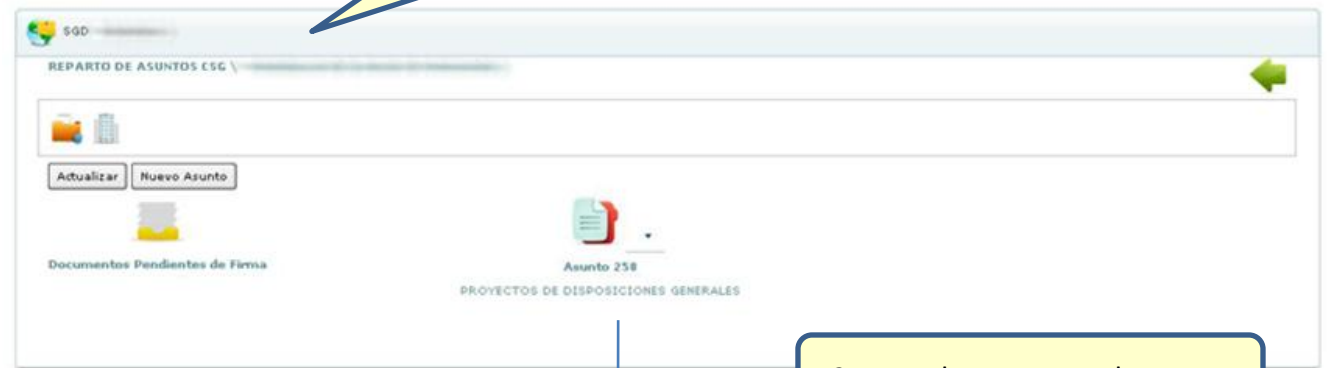 SGD
REPARTO DE ASUNTOS CSG \
Actualizar Nuevo Asunto
Documentos Pendientes de Firma
Asunto 258
PROYECTOS DE DISPOSICIONES GENERALES